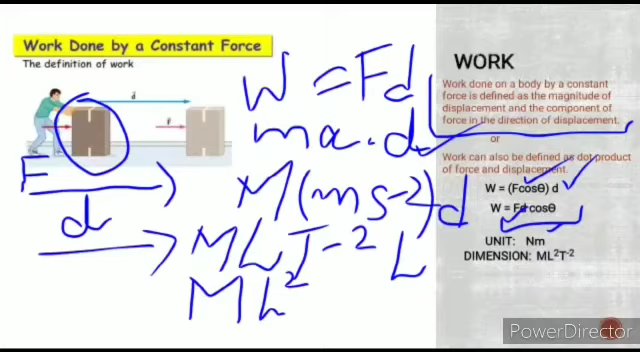 Work Done by a Constant Force
The definition of work
d
F
W = Fd
ma . d
F
M(ms-2)d
d
MLT-2 L
ML2
WORK
Work done on a body by a constant
force is defined as the magnitude of
displacement and the component of
force in the direction of displacement.
or
Work can also be defined as dot product
of force and displacement.
W = (Fcosθ) d
W = Fd cosθ
UNIT: Nm
DIMENSION: ML²T⁻²
POWERED BY
PowerDirector